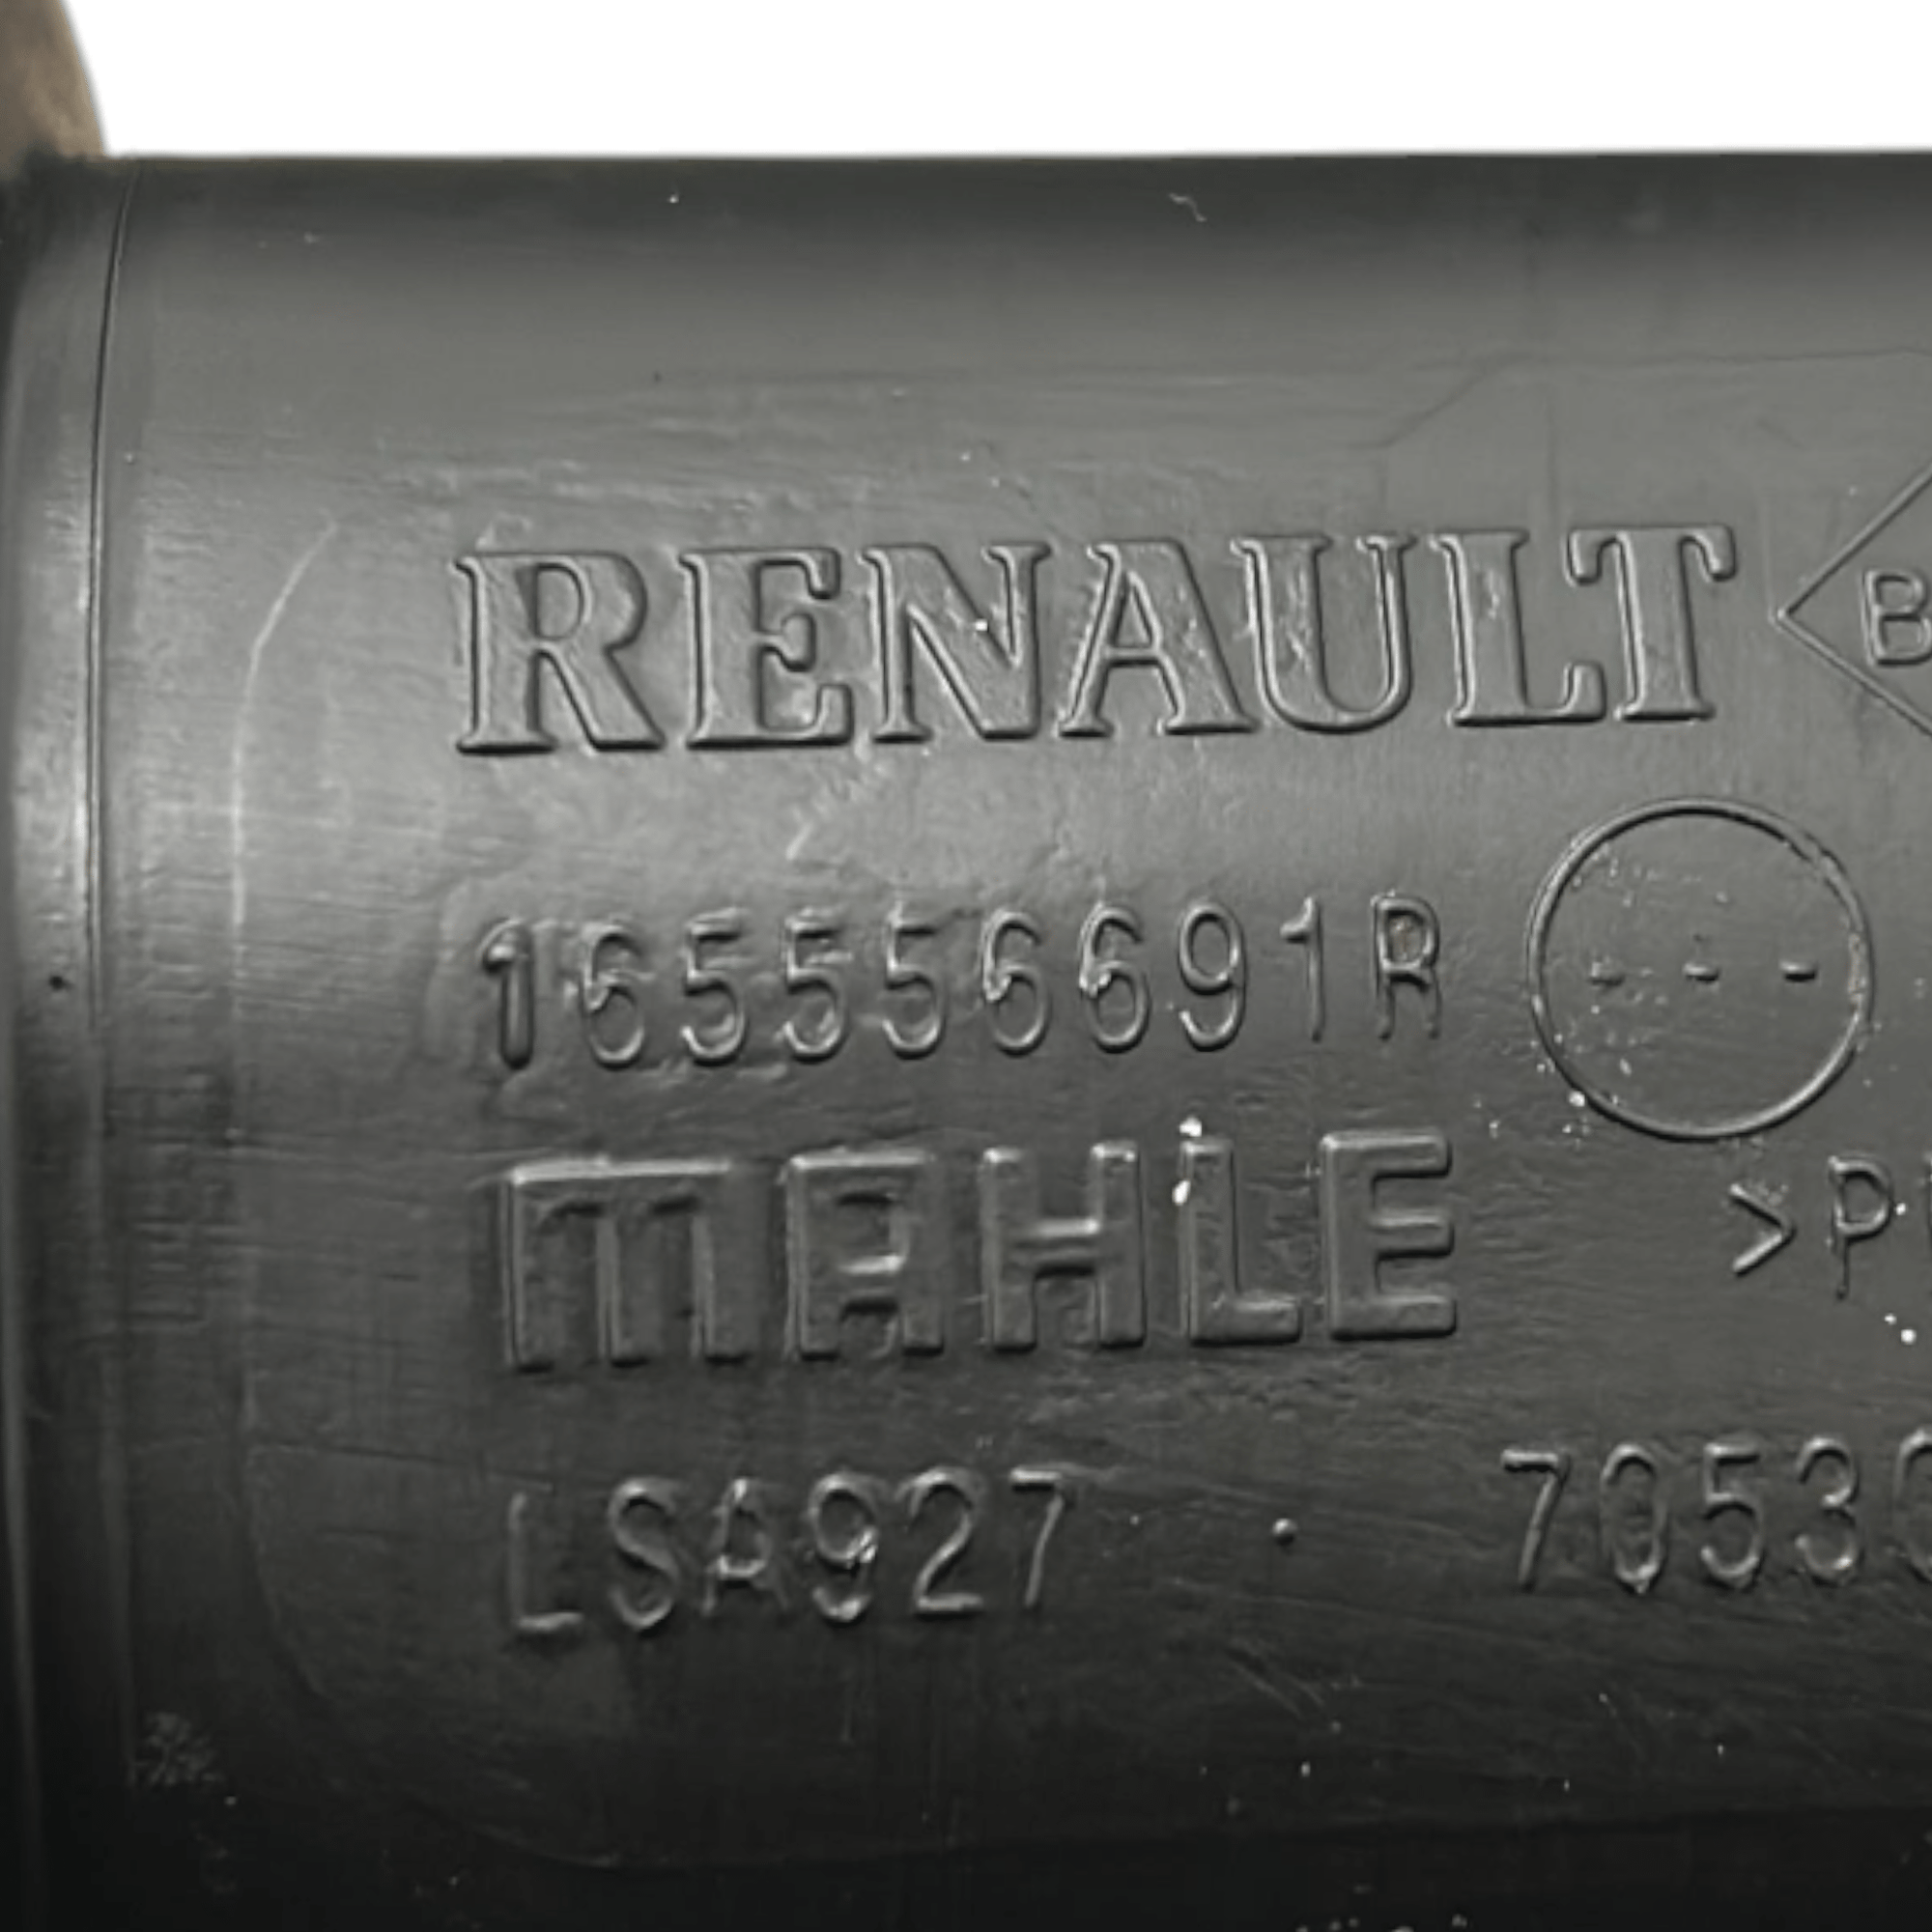 RENAULT B
165556691R ---
MAHLE >P
LSA927 . 7053